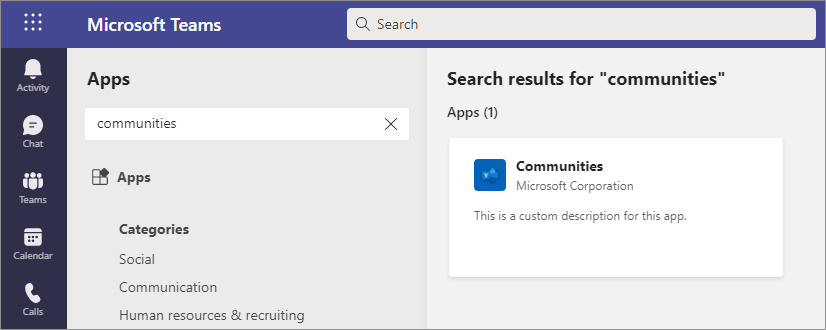 Microsoft Teams
Search
Activity
Chat
Teams
Calendar
Calls
Apps
communities
Apps
Categories
Social
Communication
Human resources & recruiting
Search results for "communities"
Apps (1)
Communities
Microsoft Corporation
This is a custom description for this app.